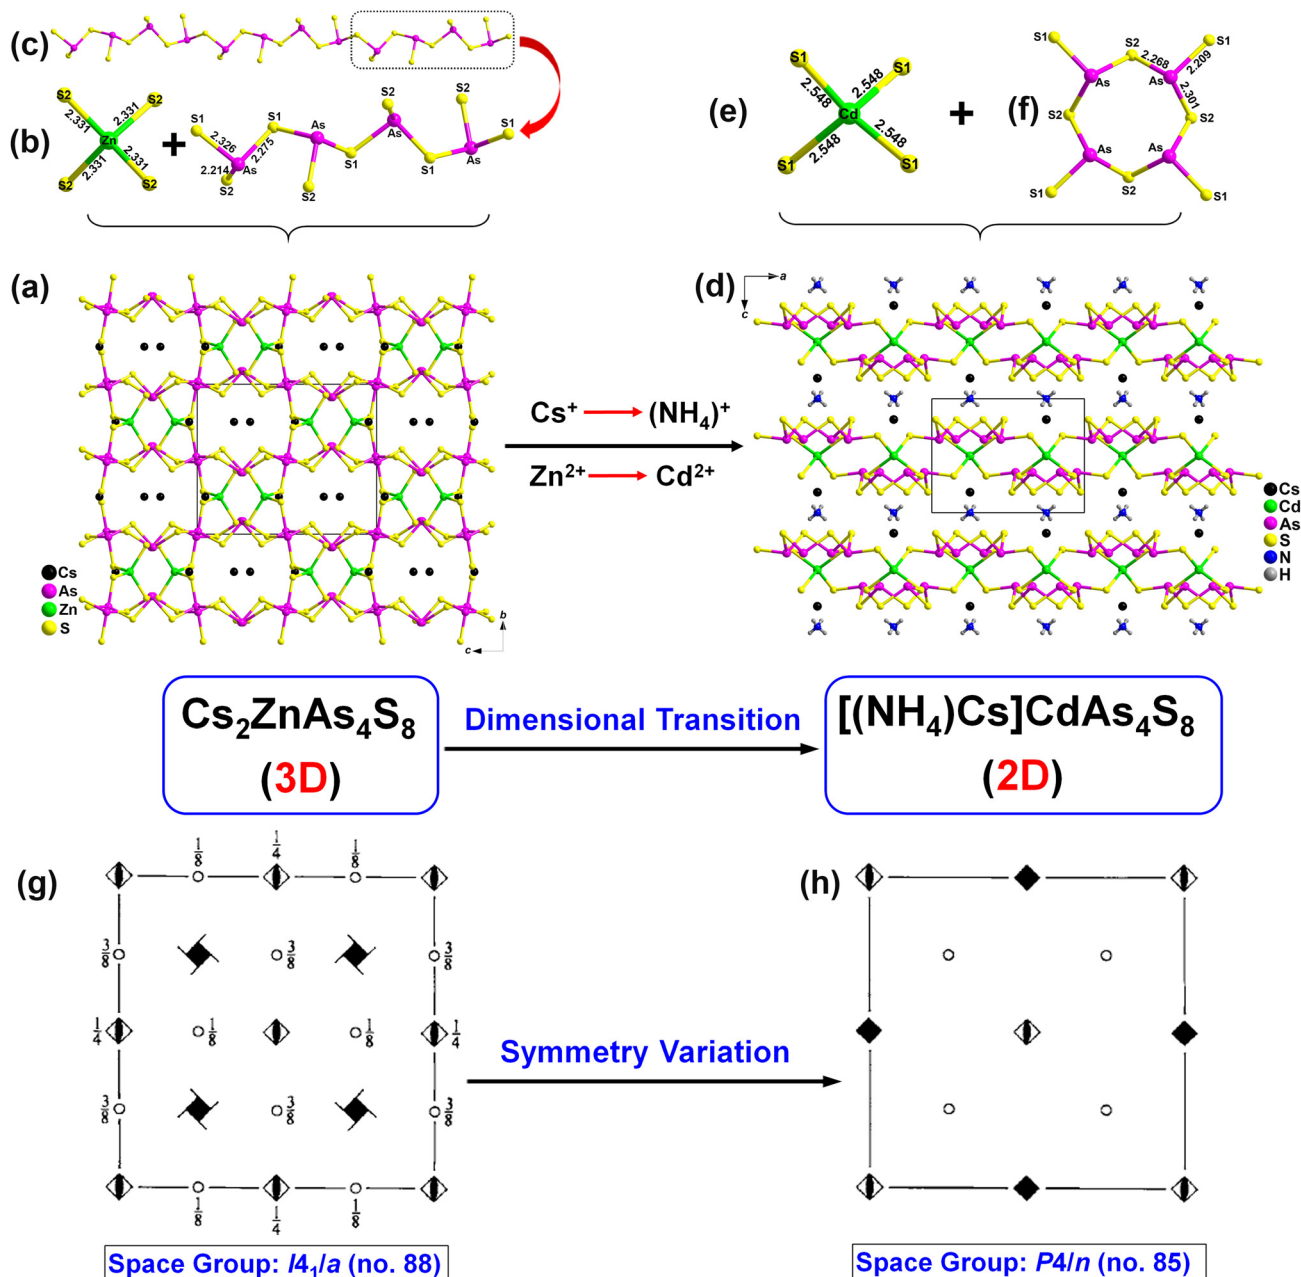 (c)
(b)
S2
S2
2.331
2.331
Zn
2.331
2.331
S2
S2
+
S1
2.326
S1
2.275
2.214
As
S2
As
S2
S1
S2
As
S1
S2
As
S1
(e)
S1
S1
2.548
2.548
Cd
2.548
2.548
S1
S1
+
(f)
S1
S2
S1
2.268
2.209
As
As
2.301
S2
S2
As
As
S1
S2
S1
(a)
Cs
As
Zn
S
b
c
Cs⁺ (NH₄)⁺
Zn²⁺ Cd²⁺
(d)
a
c
Cs
Cd
As
S
N
H
Cs₂ZnAs₄S₈
(3D)
Dimensional Transition
[(NH₄)Cs]CdAs₄S₈
(2D)
(g)
1/8 1/4 1/8
3/8 3/8 3/8
1/4 1/8 1/8 1/4
3/8 3/8 3/8
1/8 1/4 1/8
Space Group: I4₁/a (no. 88)
Symmetry Variation
(h)
Space Group: P4/n (no. 85)